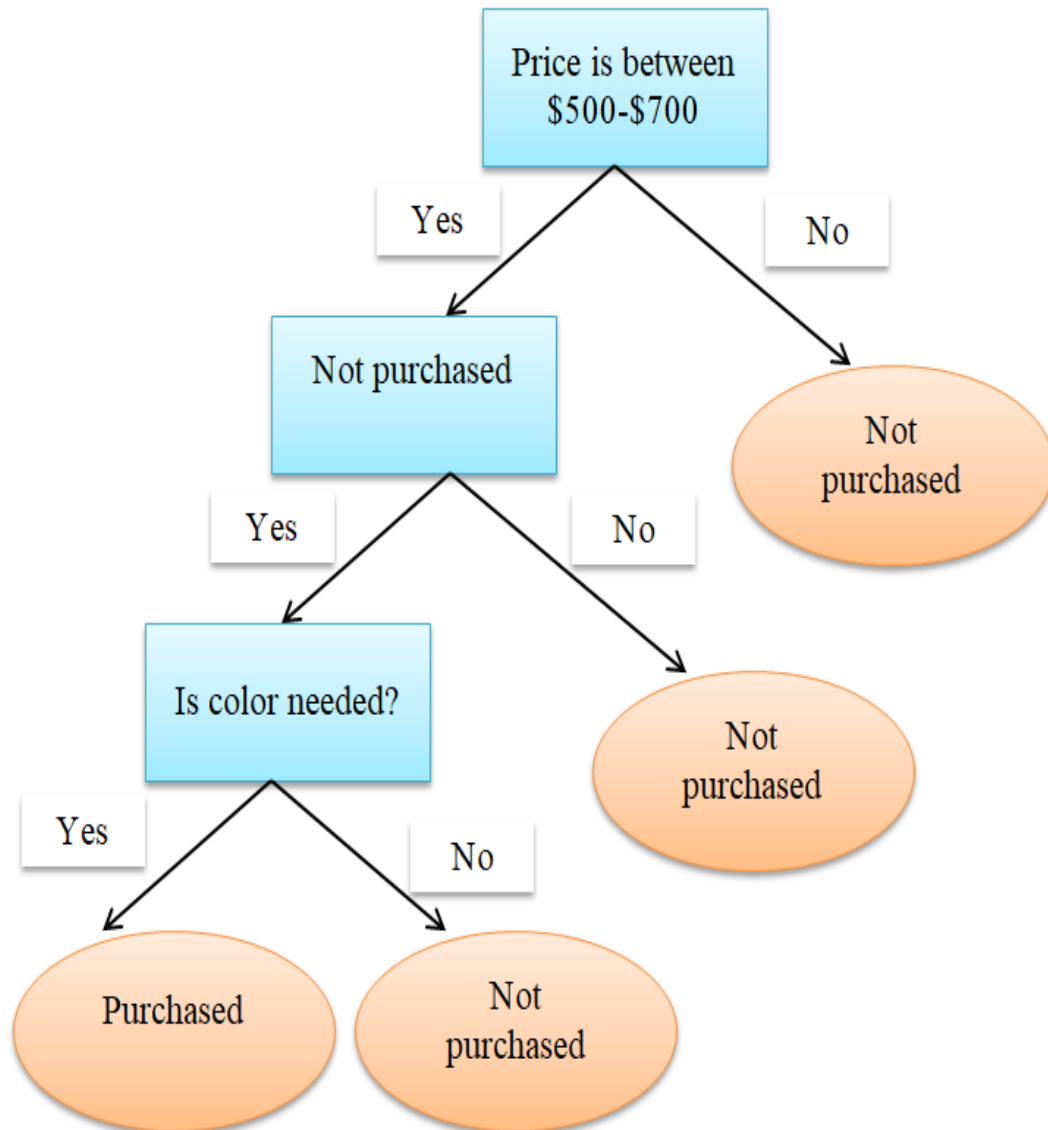 Price is between
$500-$700
Yes
No
Not purchased
Not
purchased
Yes
No
Is color needed?
Not
purchased
Yes
No
Purchased
Not
purchased